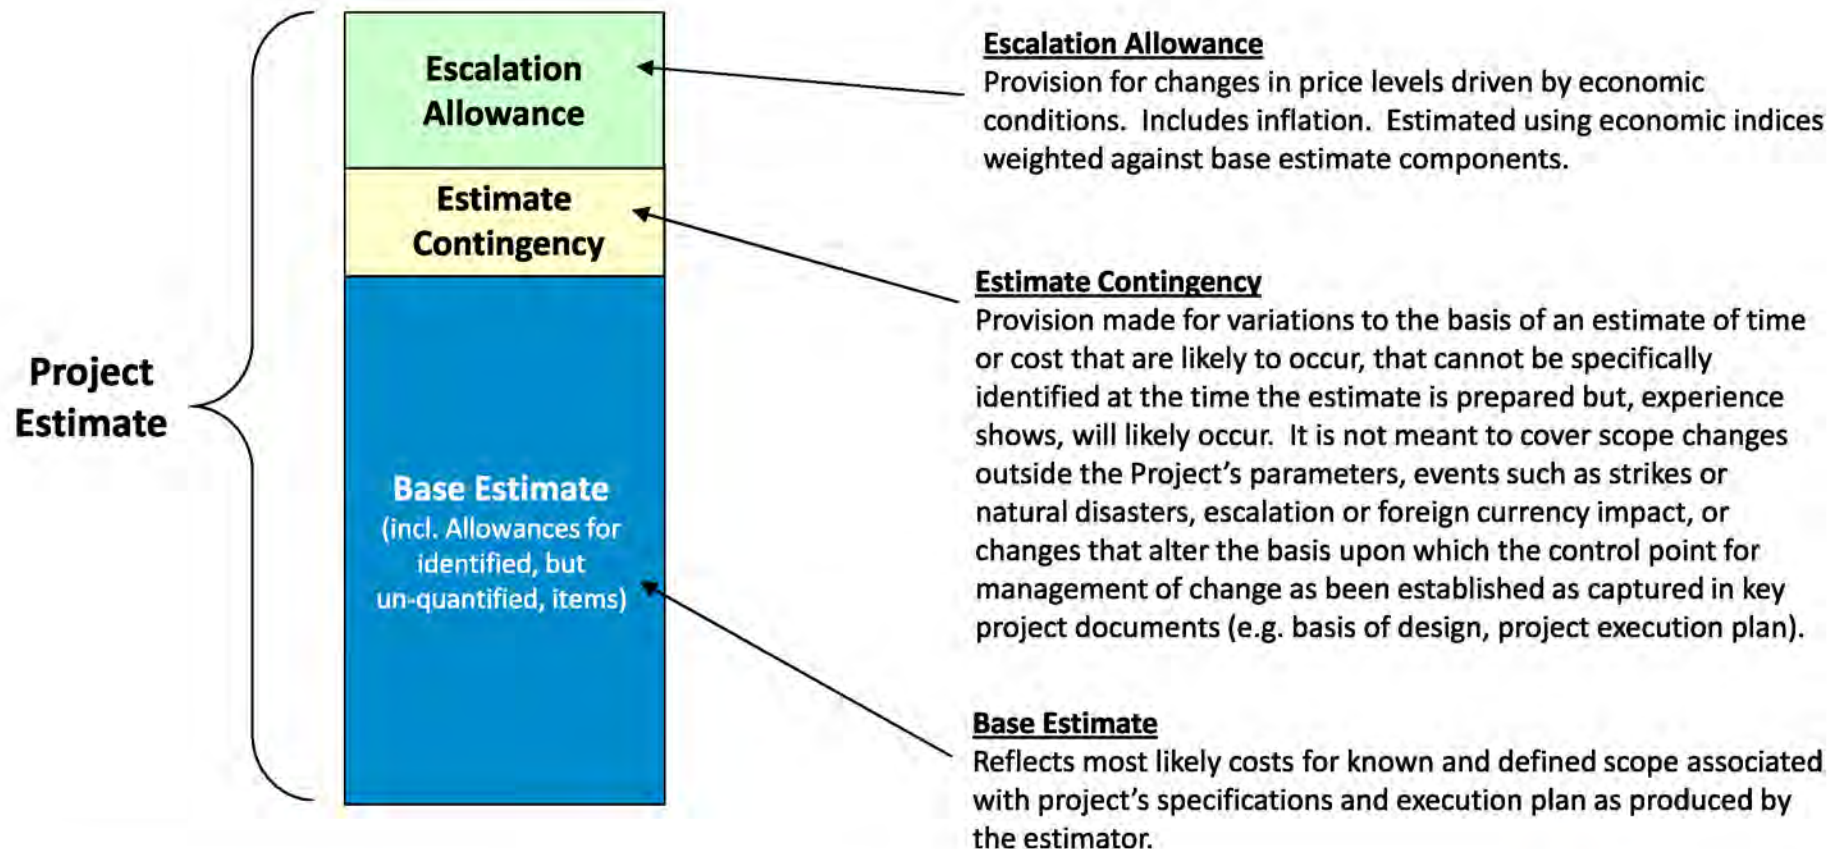 Project
Estimate
Escalation
Allowance
Estimate
Contingency
Base Estimate
(incl. Allowances for
identified, but
un-quantified, items)
Escalation Allowance
Provision for changes in price levels driven by economic
conditions.  Includes inflation.  Estimated using economic indices
weighted against base estimate components.
Estimate Contingency
Provision made for variations to the basis of an estimate of time
or cost that are likely to occur, that cannot be specifically
identified at the time the estimate is prepared but, experience
shows, will likely occur.  It is not meant to cover scope changes
outside the Project’s parameters, events such as strikes or
natural disasters, escalation or foreign currency impact, or
changes that alter the basis upon which the control point for
management of change as been established as captured in key
project documents (e.g. basis of design, project execution plan).
Base Estimate
Reflects most likely costs for known and defined scope associated
with project’s specifications and execution plan as produced by
the estimator.